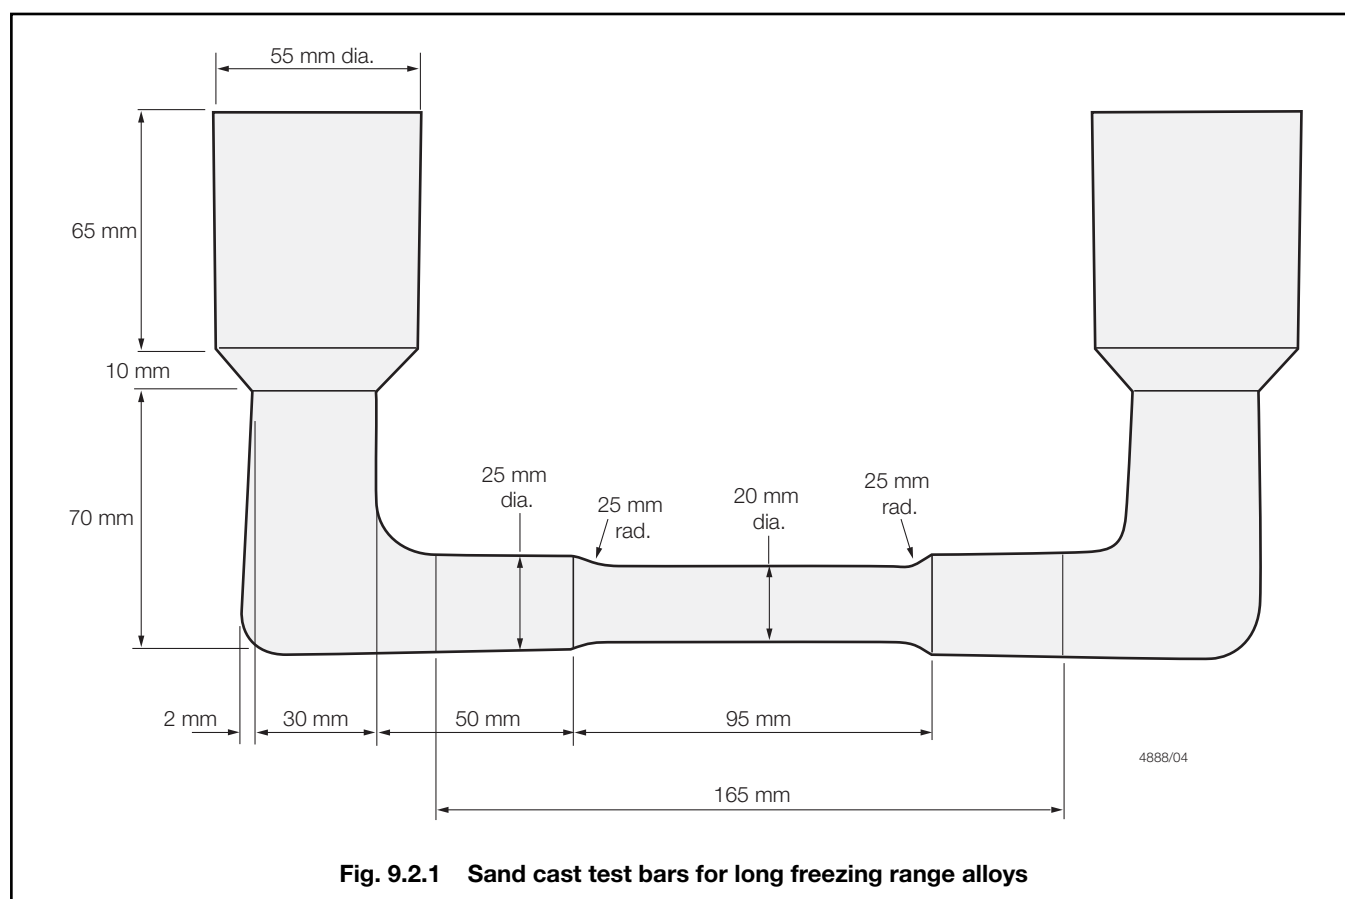 55 mm dia.
65 mm
10 mm
70 mm
25 mm
dia.
25 mm
rad.
20 mm
dia.
25 mm
rad.
2 mm
30 mm
50 mm
95 mm
4888/04
165 mm
Fig. 9.2.1 Sand cast test bars for long freezing range alloys